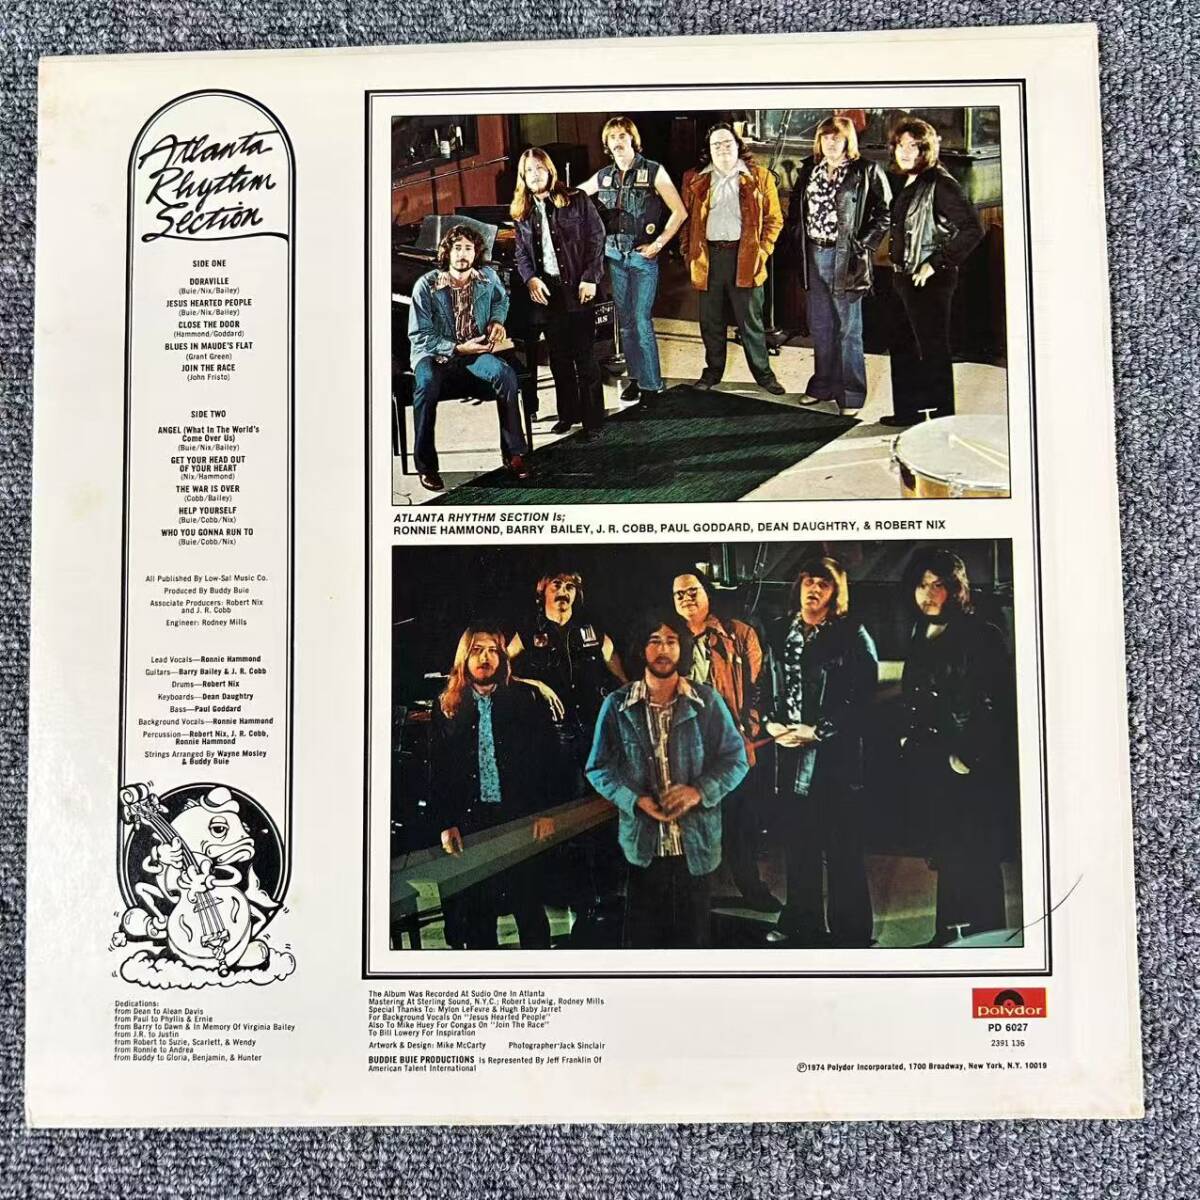 Atlanta
Rhythm
Section
SIDE ONE
DORAVILLE
(Buie/Nix/Bailey)
JESUS HEARTED PEOPLE
(Buie/Nix/Bailey)
CLOSE THE DOOR
(Hammond/Goddard)
BLUES IN MAUDE'S FLAT
(Grant Green)
JOIN THE RACE
(John Fristo)
SIDE TWO
ANGEL (What In The World's
Come Over Us)
(Buie/Nix/Bailey)
GET YOUR HEAD OUT
OF YOUR HEART
(Nix/Hammond)
THE WAR IS OVER
(Cobb/Bailey)
HELP YOURSELF
(Buie/Cobb/Nix)
WHO YOU GONNA RUN TO
(Buie/Cobb/Nix)
All Published By Low-Sal Music Co.
Produced By Buddy Buie
Associate Producers: Robert Nix
and J. R. Cobb
Engineer: Rodney Mills
Lead Vocals—Ronnie Hammond
Guitars—Barry Bailey & J. R. Cobb
Drums—Robert Nix
Keyboards—Dean Daughtry
Bass—Paul Goddard
Background Vocals—Ronnie Hammond
Percussion—Robert Nix, J. R. Cobb,
Ronnie Hammond
Strings Arranged By Wayne Mosley
& Buddy Buie
Dedications:
from Dean to Alean Davis
from Paul to Phyllis & Ernie
from Barry to Dawn & In Memory Of Virginia Bailey
from J.R. to Justin
from Robert to Suzie, Scarlett, & Wendy
from Ronnie to Andrea
from Buddy to Gloria, Benjamin, & Hunter
ATLANTA RHYTHM SECTION Is;
RONNIE HAMMOND, BARRY BAILEY, J. R. COBB, PAUL GODDARD, DEAN DAUGHTRY, & ROBERT NIX
The Album Was Recorded At Sudio One In Atlanta
Mastering At Sterling Sound, N.Y.C.; Robert Ludwig, Rodney Mills
Special Thanks To: Mylon LeFevre & Hugh Baby Jarret
For Background Vocals On "Jesus Hearted People"
Also To Mike Huey For Congas On "Join The Race"
To Bill Lowery For Inspiration
Artwork & Design: Mike McCarty Photographer-Jack Sinclair
BUDDIE BUIE PRODUCTIONS Is Represented By Jeff Franklin Of
American Talent International
Polydor
PD 6027
2391 136
Ⓟ1974 Polydor Incorporated, 1700 Broadway, New York, N.Y. 10019